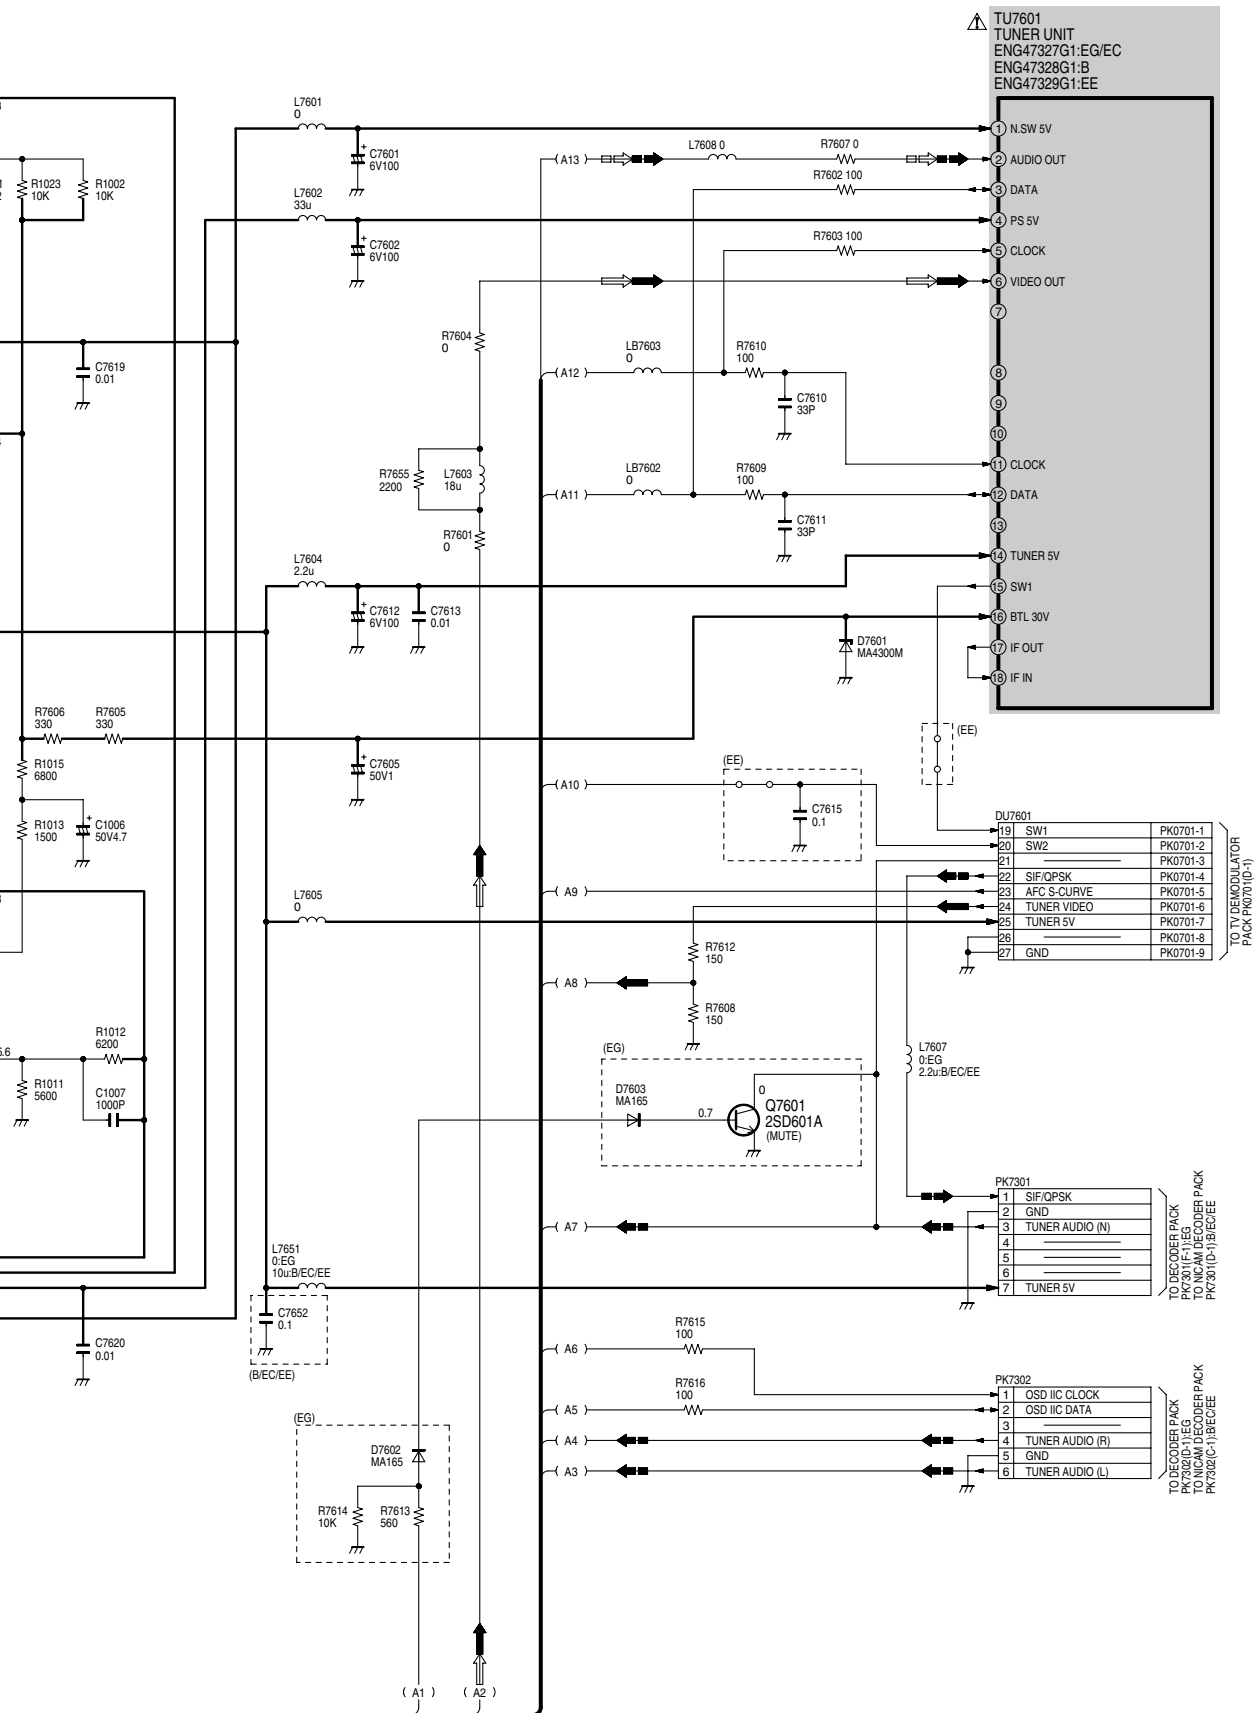 TU7601
TUNER UNIT
ENG47327G1:EG/EC
ENG47328G1:B
ENG47329G1:EE
L7601
0
1 N.SW 5V
C7601
6V100
+
A13
L7608 0
R7607 0
2 AUDIO OUT
R1023
10K
R1002
10K
L7602
33u
R7602 100
3 DATA
4 PS 5V
C7602
6V100
+
R7603 100
5 CLOCK
6 VIDEO OUT
7
R7604
0
LB7603
0
R7610
100
A12
8
C7619
0.01
C7610
33P
9
10
R7655
2200
L7603
18u
LB7602
0
R7609
100
11 CLOCK
A11
12 DATA
C7611
33P
13
R7601
0
L7604
2.2u
14 TUNER 5V
15 SW1
C7612
6V100
+
C7613
0.01
16 BTL 30V
D7601
MA4300M
17 IF OUT
18 IF IN
R7606
330
R7605
330
(EE)
R1015
6800
C7605
50V1
+
(EE)
A10
C7615
0.1
R1013
1500
C1006
50V4.7
+
DU7601
19 SW1 PK0701-1
20 SW2 PK0701-2
21 PK0701-3
22 SIF/QPSK PK0701-4
23 AFC S-CURVE PK0701-5
24 TUNER VIDEO PK0701-6
25 TUNER 5V PK0701-7
26 PK0701-8
27 GND PK0701-9
TO TV DEMODULATOR
PACK PK0701(D-1)
A9
L7605
0
R7612
150
A8
R7608
150
5.6
R1012
6200
R1011
5600
C1007
1000P
(EG)
D7603
MA165
0.7
0
Q7601
2SD601A
(MUTE)
L7607
0:EG
2.2u:B/EC/EE
PK7301
1 SIF/QPSK
2 GND
3 TUNER AUDIO (N)
4
5
6
7 TUNER 5V
TO DECODER PACK
PK7301(F-1):EG
TO NICAM DECODER PACK
PK7301(D-1):B/EC/EE
A7
L7651
0:EG
10u:B/EC/EE
C7652
0.1
(B/EC/EE)
C7620
0.01
A6
R7615
100
A5
R7616
100
A4
A3
PK7302
1 OSD IIC CLOCK
2 OSD IIC DATA
3
4 TUNER AUDIO (R)
5 GND
6 TUNER AUDIO (L)
TO DECODER PACK
PK7302(D-1):EG
TO NICAM DECODER PACK
PK7302(C-1):B/EC/EE
(EG)
D7602
MA165
R7614
10K
R7613
560
A1
A2